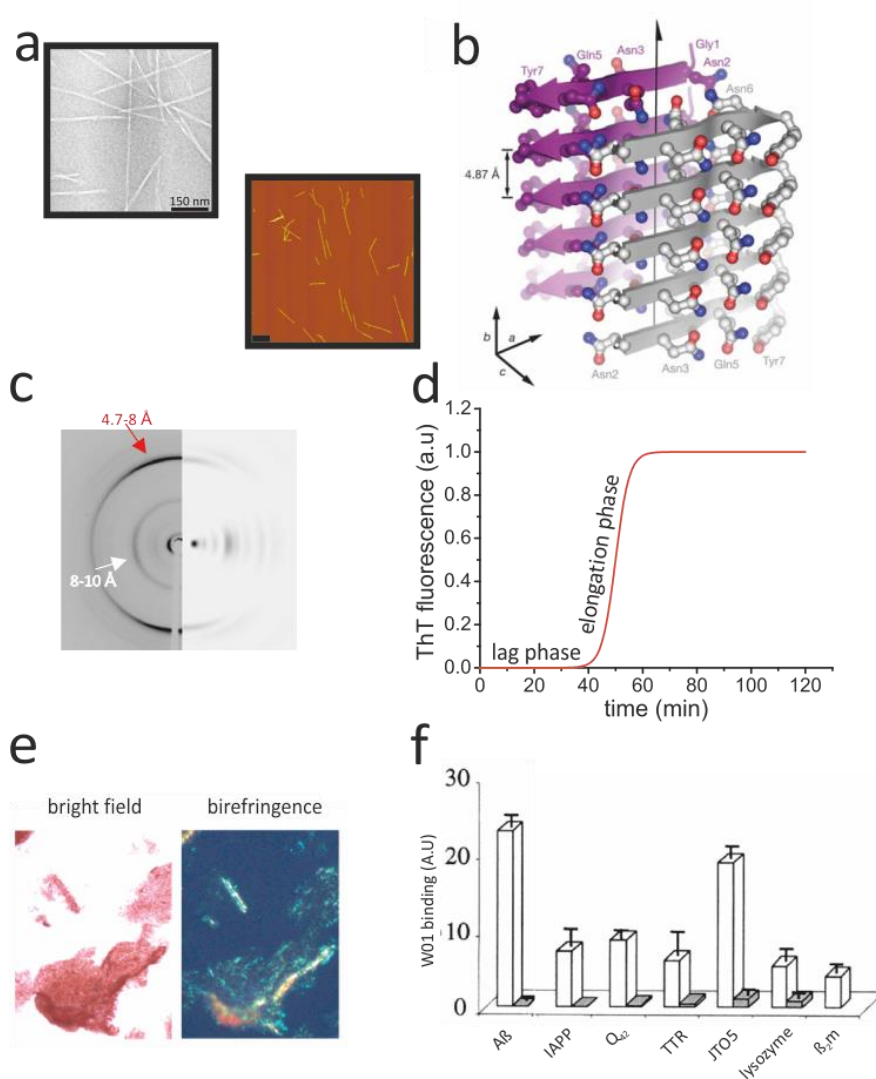 a
150 nm
b
Tyr7
Gln5
Asn3
Gly1
Asn2
Asn6
4.87 Å
b
a
c
Asn2
Asn3
Gln5
Tyr7
c
4.7-8 Å
8-10 Å
d
ThT fluorescence (a.u)
1.2
1.0
0.8
0.6
0.4
0.2
0.0
lag phase
elongation phase
0 20 40 60 80 100 120
time (min)
e
bright field
birefringence
f
W01 binding (A.U)
30
20
10
0
Aß
IAPP
TTR
JTO5
lysozyme
ß₂m